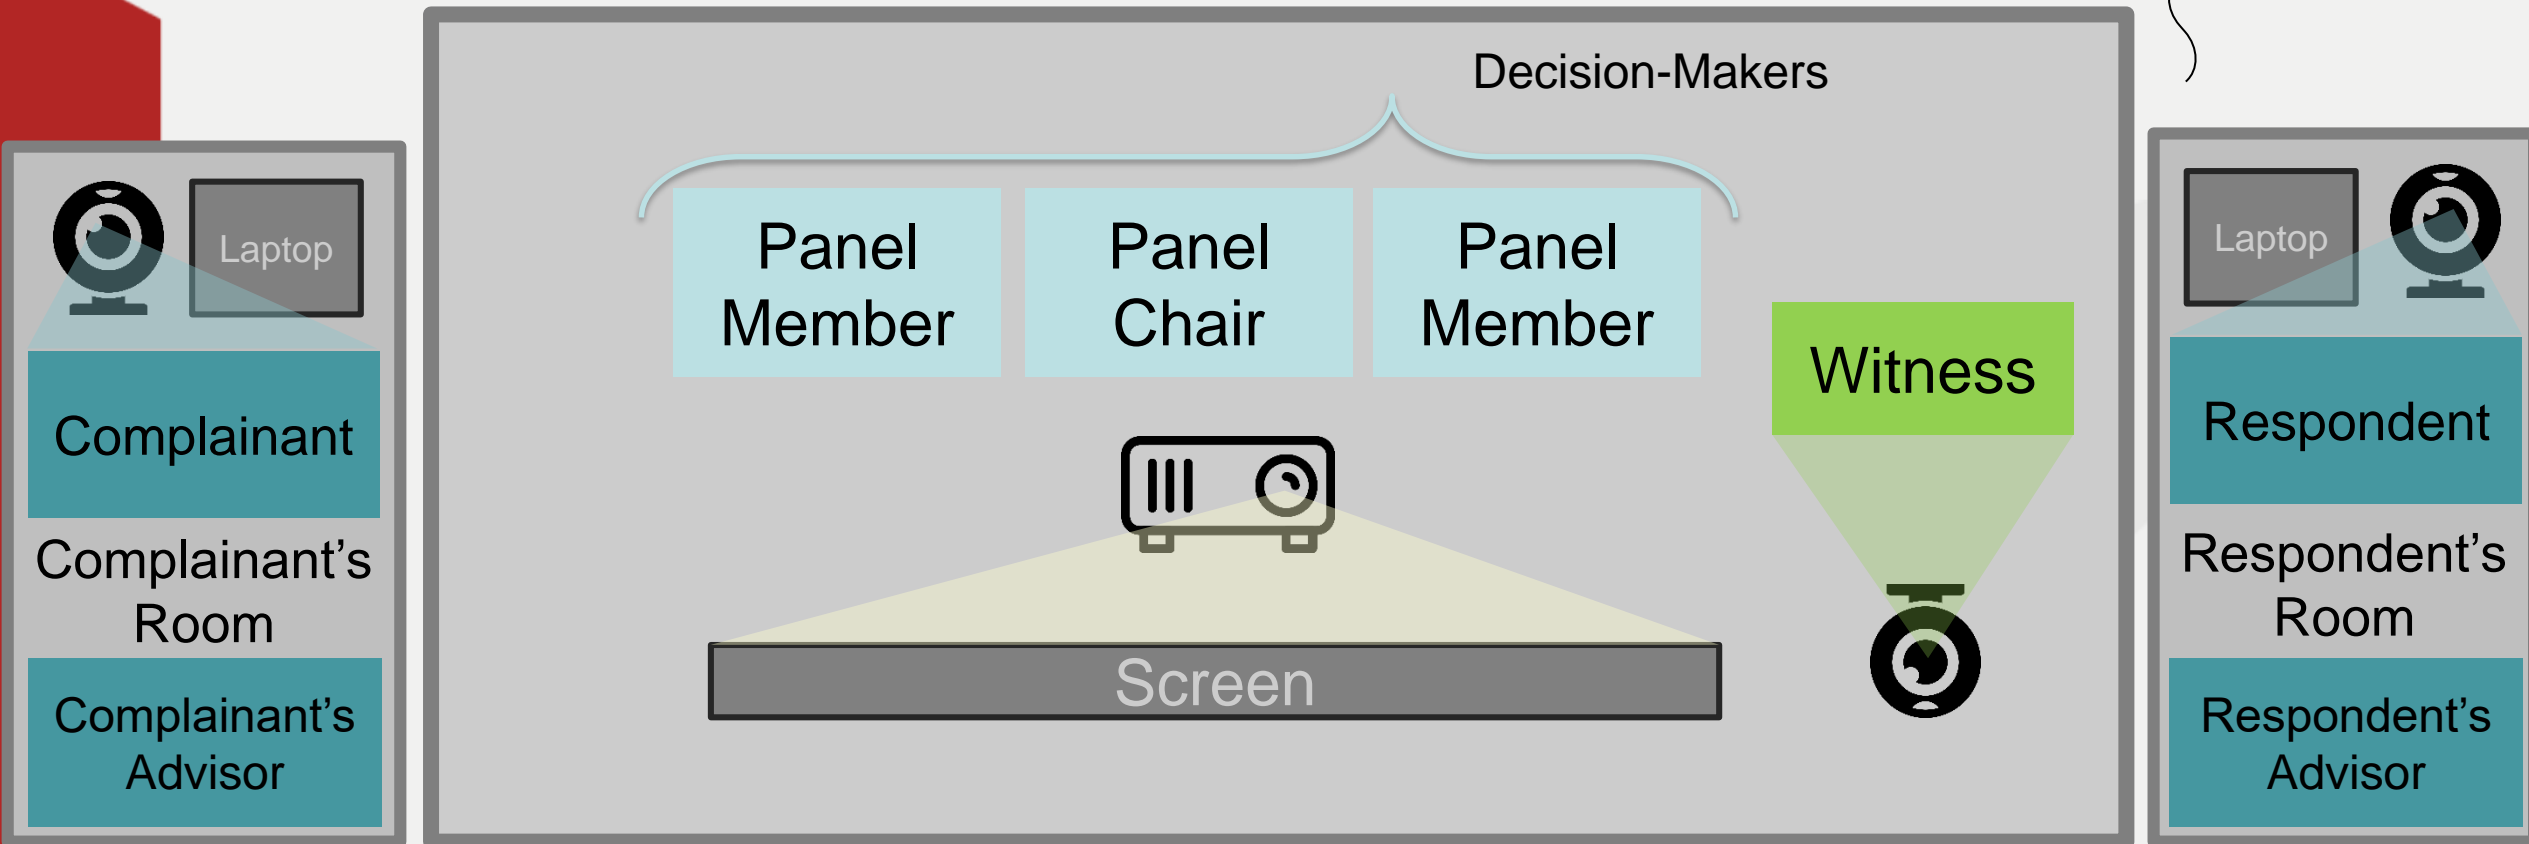 Decision-Makers
Panel
Member
Panel
Chair
Panel
Member
Witness
Screen
Laptop
Complainant
Complainant’s
Room
Complainant’s
Advisor
Laptop
Respondent
Respondent’s
Room
Respondent’s
Advisor